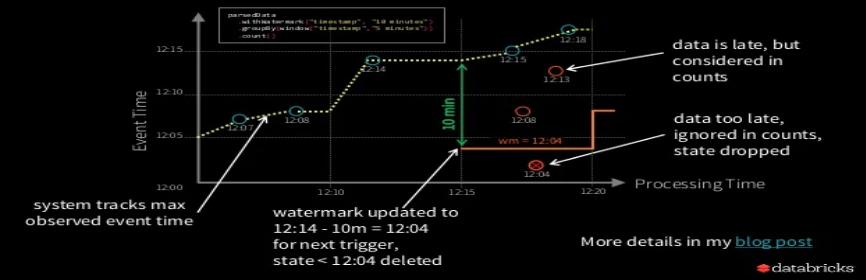 parsedData
.withWatermark("timestamp", "10 minutes")
.groupBy(window("timestamp","5 minutes"))
.count()
12:18
12:15
12:15
12:14
12:13
data is late, but
considered in
counts
12:10
Event Time
10 min
12:07
12:08
12:08
data too late,
ignored in counts,
state dropped
12:05
wm = 12:04
12:04
12:00
12:10
12:15
12:20
Processing Time
system tracks max
observed event time
watermark updated to
12:14 - 10m = 12:04
for next trigger,
state < 12:04 deleted
More details in my blog post
databricks